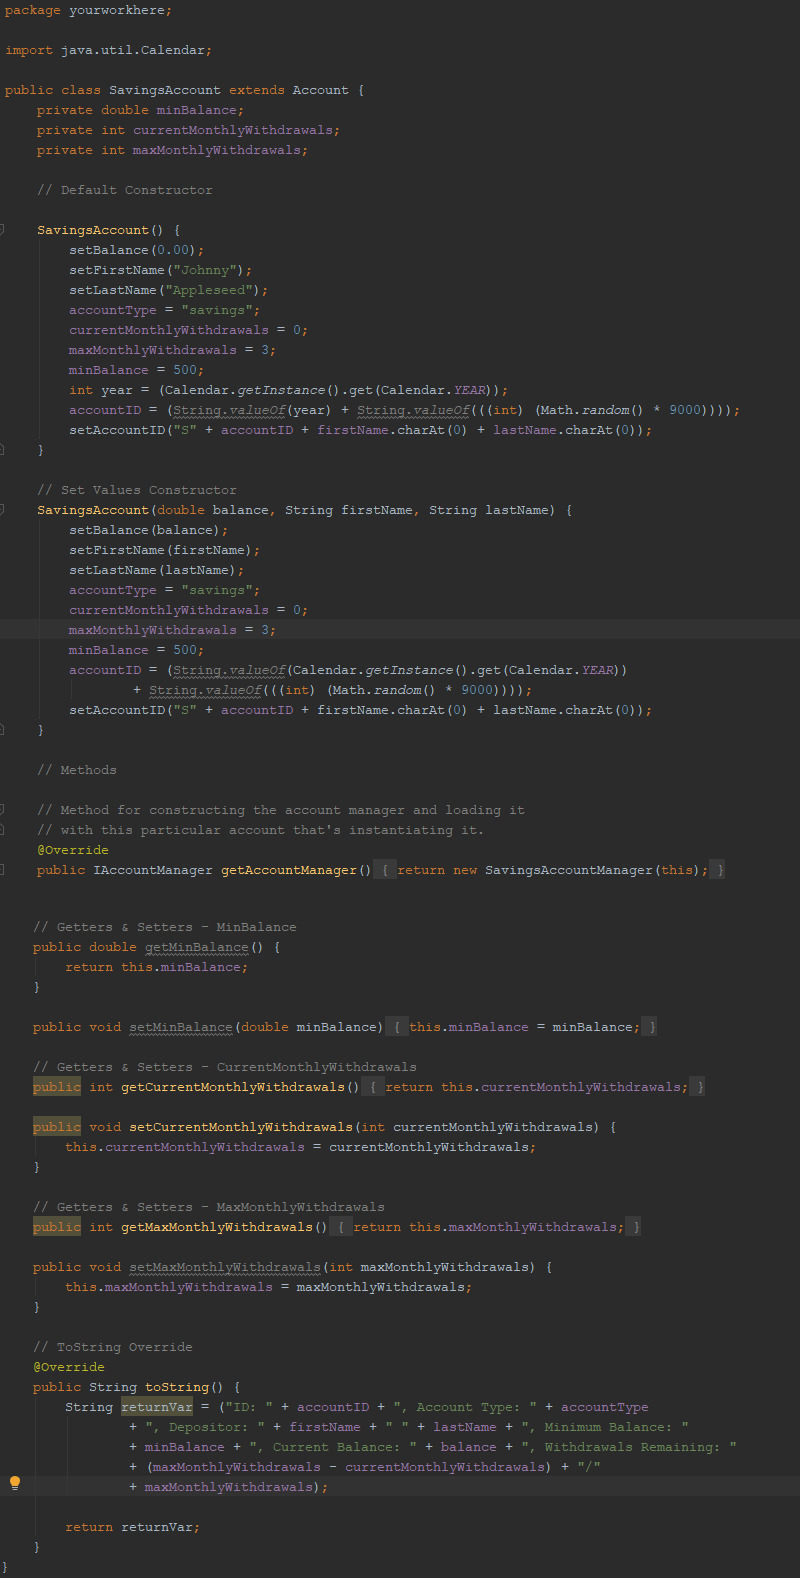 package yourworkhere;
import java.util.Calendar;
public class SavingsAccount extends Account {
private double minBalance;
private int currentMonthlyWithdrawals;
private int maxMonthlyWithdrawals;
// Default Constructor
SavingsAccount() {
setBalance(0.00);
setFirstName("Johnny");
setLastName("Appleseed");
accountType = "savings";
currentMonthlyWithdrawals = 0;
maxMonthlyWithdrawals = 3;
minBalance = 500;
int year = (Calendar.getInstance().get(Calendar.YEAR));
accountID = (String.valueOf(year) + String.valueOf(((int) (Math.random() * 9000))));
setAccountID("S" + accountID + firstName.charAt(0) + lastName.charAt(0));
}
// Set Values Constructor
SavingsAccount(double balance, String firstName, String lastName) {
setBalance(balance);
setFirstName(firstName);
setLastName(lastName);
accountType = "savings";
currentMonthlyWithdrawals = 0;
maxMonthlyWithdrawals = 3;
minBalance = 500;
accountID = (String.valueOf(Calendar.getInstance().get(Calendar.YEAR))
+ String.valueOf(((int) (Math.random() * 9000))));
setAccountID("S" + accountID + firstName.charAt(0) + lastName.charAt(0));
}
// Methods
// Method for constructing the account manager and loading it
// with this particular account that's instantiating it.
@Override
public IAccountManager getAccountManager() { return new SavingsAccountManager(this); }
// Getters & Setters - MinBalance
public double getMinBalance() {
return this.minBalance;
}
public void setMinBalance(double minBalance) { this.minBalance = minBalance; }
// Getters & Setters - CurrentMonthlyWithdrawals
public int getCurrentMonthlyWithdrawals() { return this.currentMonthlyWithdrawals; }
public void setCurrentMonthlyWithdrawals(int currentMonthlyWithdrawals) {
this.currentMonthlyWithdrawals = currentMonthlyWithdrawals;
}
// Getters & Setters - MaxMonthlyWithdrawals
public int getMaxMonthlyWithdrawals() { return this.maxMonthlyWithdrawals; }
public void setMaxMonthlyWithdrawals(int maxMonthlyWithdrawals) {
this.maxMonthlyWithdrawals = maxMonthlyWithdrawals;
}
// ToString Override
@Override
public String toString() {
String returnVar = ("ID: " + accountID + ", Account Type: " + accountType
+ ", Depositor: " + firstName + " " + lastName + ", Minimum Balance: "
+ minBalance + ", Current Balance: " + balance + ", Withdrawals Remaining: "
+ (maxMonthlyWithdrawals - currentMonthlyWithdrawals) + "/"
+ maxMonthlyWithdrawals);
return returnVar;
}
}